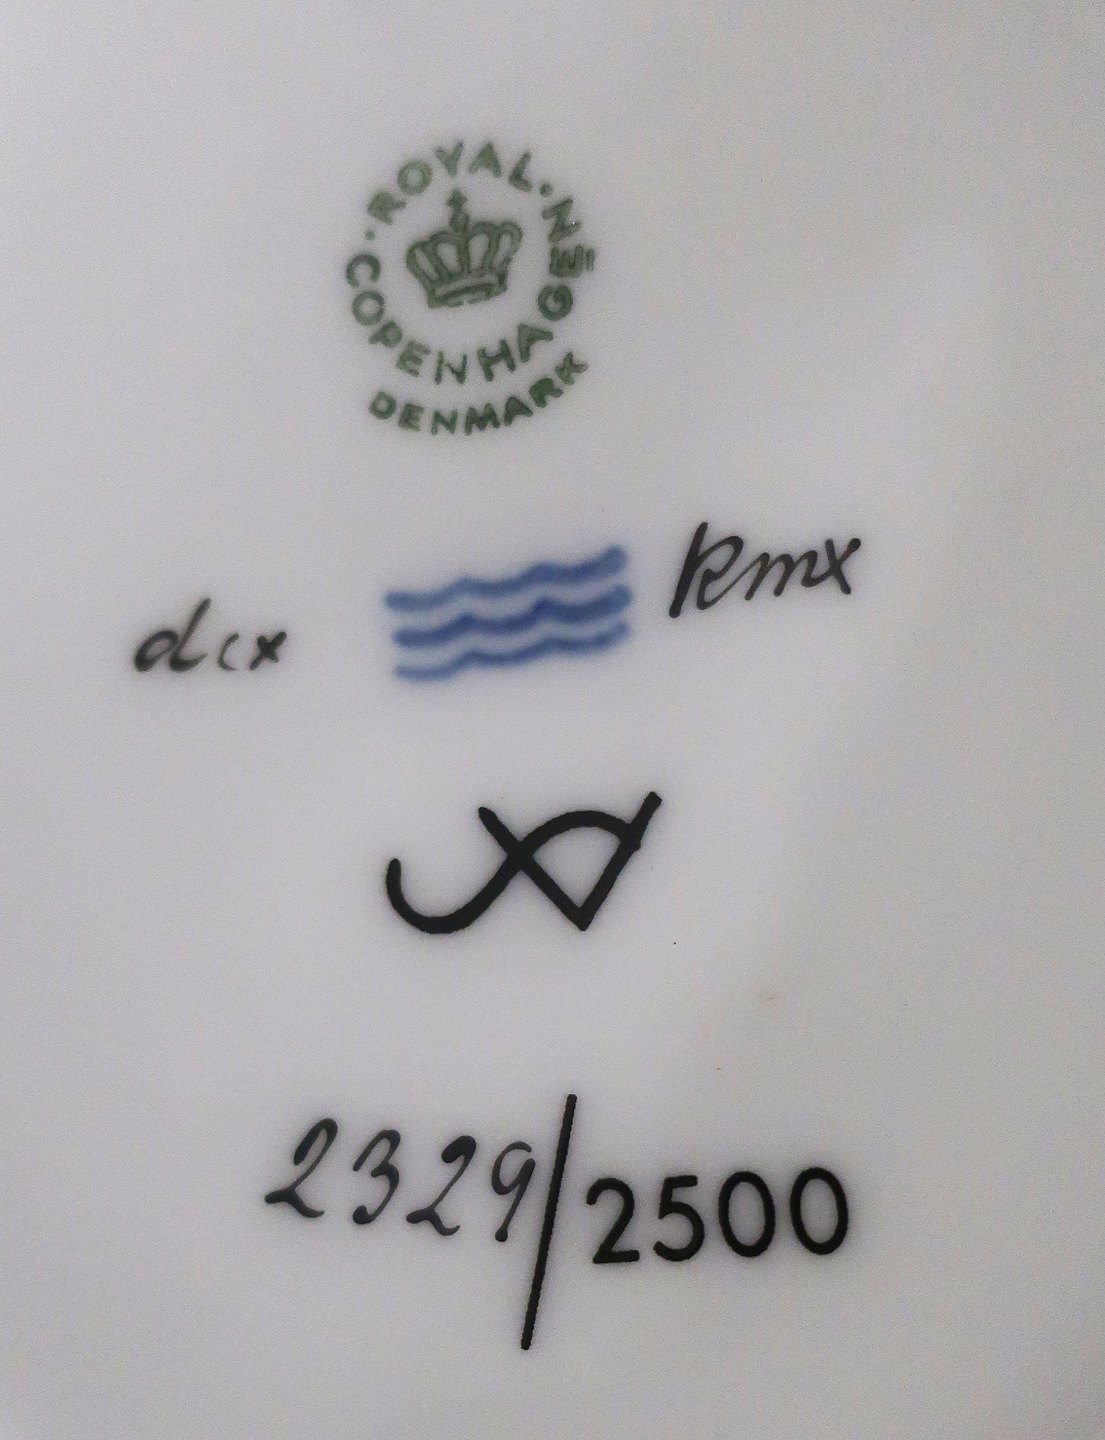 ROYAL
COPENHAGEN
DENMARK
dcx
Rmx
2329/2500